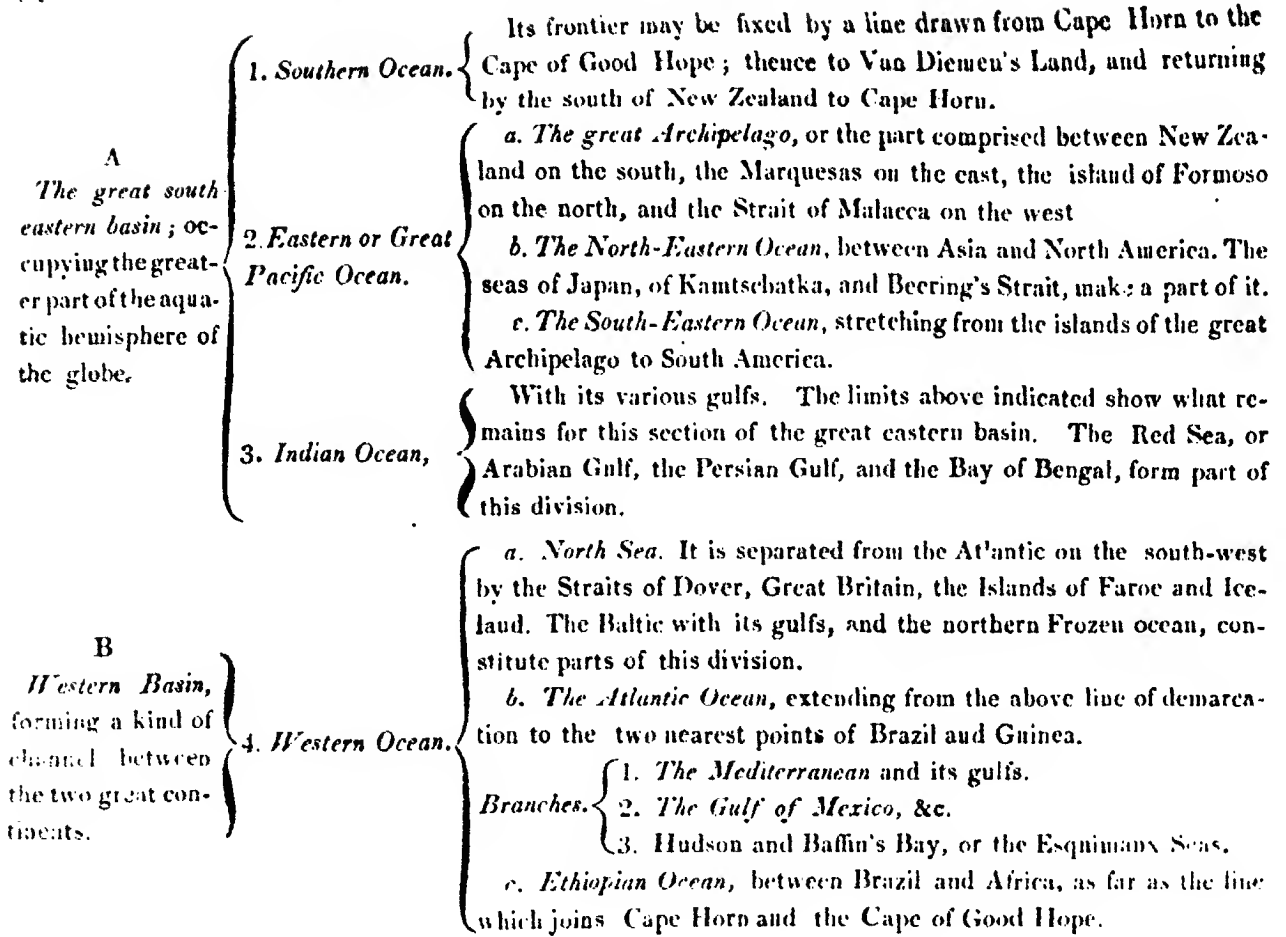 A
The great south
eastern basin ; oc-
cupying the great-
er part of the aqua-
tic hemisphere of
the globe.
1. Southern Ocean.
Its frontier may be fixed by a line drawn from Cape Horn to the
Cape of Good Hope ; thence to Van Diemen's Land, and returning
by the south of New Zealand to Cape Horn.
2. Eastern or Great
Pacific Ocean.
a. The great Archipelago, or the part comprised between New Zea-
land on the south, the Marquesas on the east, the island of Formoso
on the north, and the Strait of Malacca on the west
b. The North-Eastern Ocean, between Asia and North America. The
seas of Japan, of Kamtschatka, and Beering's Strait, make a part of it.
c. The South-Eastern Ocean, stretching from the islands of the great
Archipelago to South America.
3. Indian Ocean,
With its various gulfs. The limits above indicated show what re-
mains for this section of the great eastern basin. The Red Sea, or
Arabian Gulf, the Persian Gulf, and the Bay of Bengal, form part of
this division.
B
Western Basin,
forming a kind of
channel between
the two great con-
tinents.
4. Western Ocean.
a. North Sea. It is separated from the Atlantic on the south-west
by the Straits of Dover, Great Britain, the Islands of Faroe and Ice-
land. The Baltic with its gulfs, and the northern Frozen ocean, con-
stitute parts of this division.
b. The Atlantic Ocean, extending from the above line of demarca-
tion to the two nearest points of Brazil and Guinea.
Branches.
1. The Mediterranean and its gulfs.
2. The Gulf of Mexico, &c.
3. Hudson and Baffin's Bay, or the Esquimaux Seas.
c. Ethiopian Ocean, between Brazil and Africa, as far as the line
which joins Cape Horn and the Cape of Good Hope.